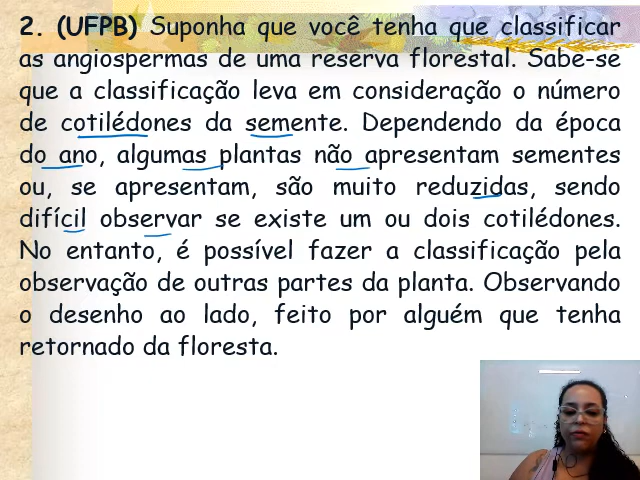 2. (UFPB) Suponha que você tenha que classificar
as angiospermas de uma reserva florestal. Sabe-se
que a classificação leva em consideração o número
de cotilédones da semente. Dependendo da época
do ano, algumas plantas não apresentam sementes
ou, se apresentam, são muito reduzidas, sendo
difícil observar se existe um ou dois cotilédones.
No entanto, é possível fazer a classificação pela
observação de outras partes da planta. Observando
o desenho ao lado, feito por alguém que tenha
retornado da floresta.